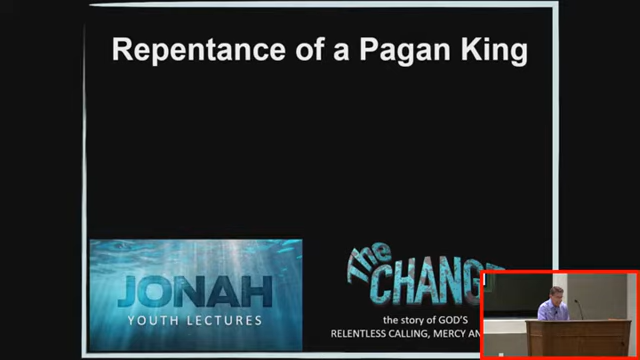 Repentance of a Pagan King
JONAH
YOUTH LECTURES
The
CHANG
the story of GOD'S
RELENTLESS CALLING, MERCY AN